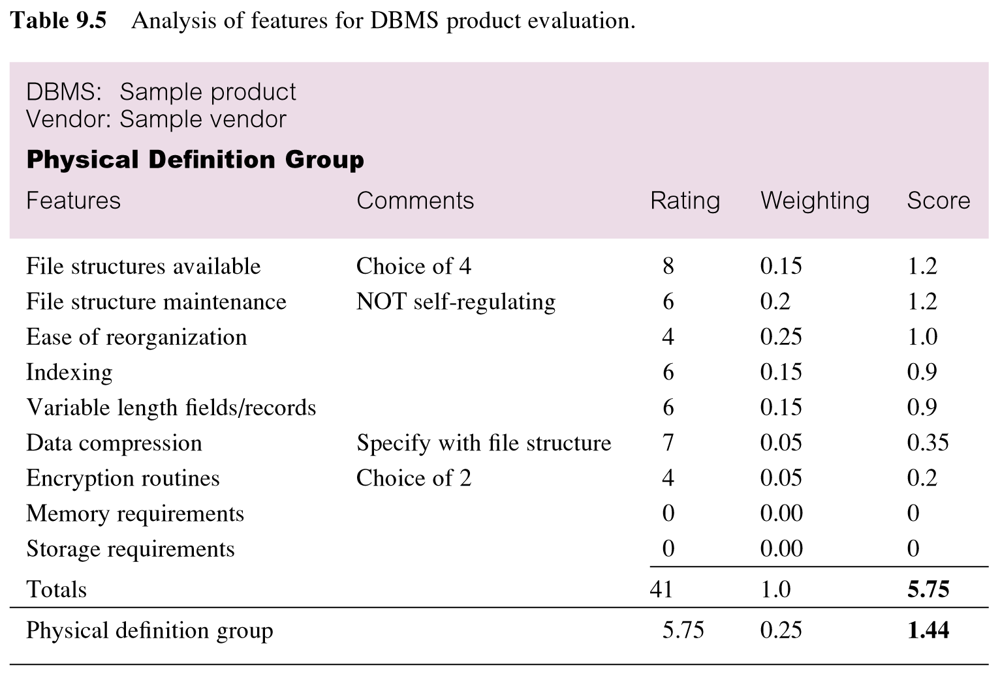 Table 9.5 Analysis of features for DBMS product evaluation.
DBMS: Sample product
Vendor: Sample vendor
Physical Definition Group
Features Comments Rating Weighting Score
File structures available Choice of 4 8 0.15 1.2
File structure maintenance NOT self-regulating 6 0.2 1.2
Ease of reorganization 4 0.25 1.0
Indexing 6 0.15 0.9
Variable length fields/records 6 0.15 0.9
Data compression Specify with file structure 7 0.05 0.35
Encryption routines Choice of 2 4 0.05 0.2
Memory requirements 0 0.00 0
Storage requirements 0 0.00 0
Totals 41 1.0 5.75
Physical definition group 5.75 0.25 1.44